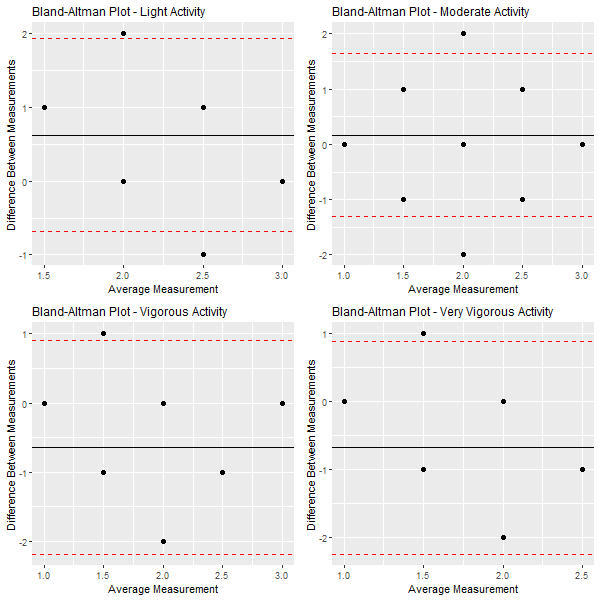 Bland-Altman Plot - Light Activity
Difference Between Measurements
2
1
0
-1
1.5 2.0 2.5 3.0
Average Measurement
Bland-Altman Plot - Moderate Activity
Difference Between Measurements
2
1
0
-1
-2
1.0 1.5 2.0 2.5 3.0
Average Measurement
Bland-Altman Plot - Vigorous Activity
Difference Between Measurements
1
0
-1
-2
1.0 1.5 2.0 2.5 3.0
Average Measurement
Bland-Altman Plot - Very Vigorous Activity
Difference Between Measurements
1
0
-1
-2
1.0 1.5 2.0 2.5
Average Measurement